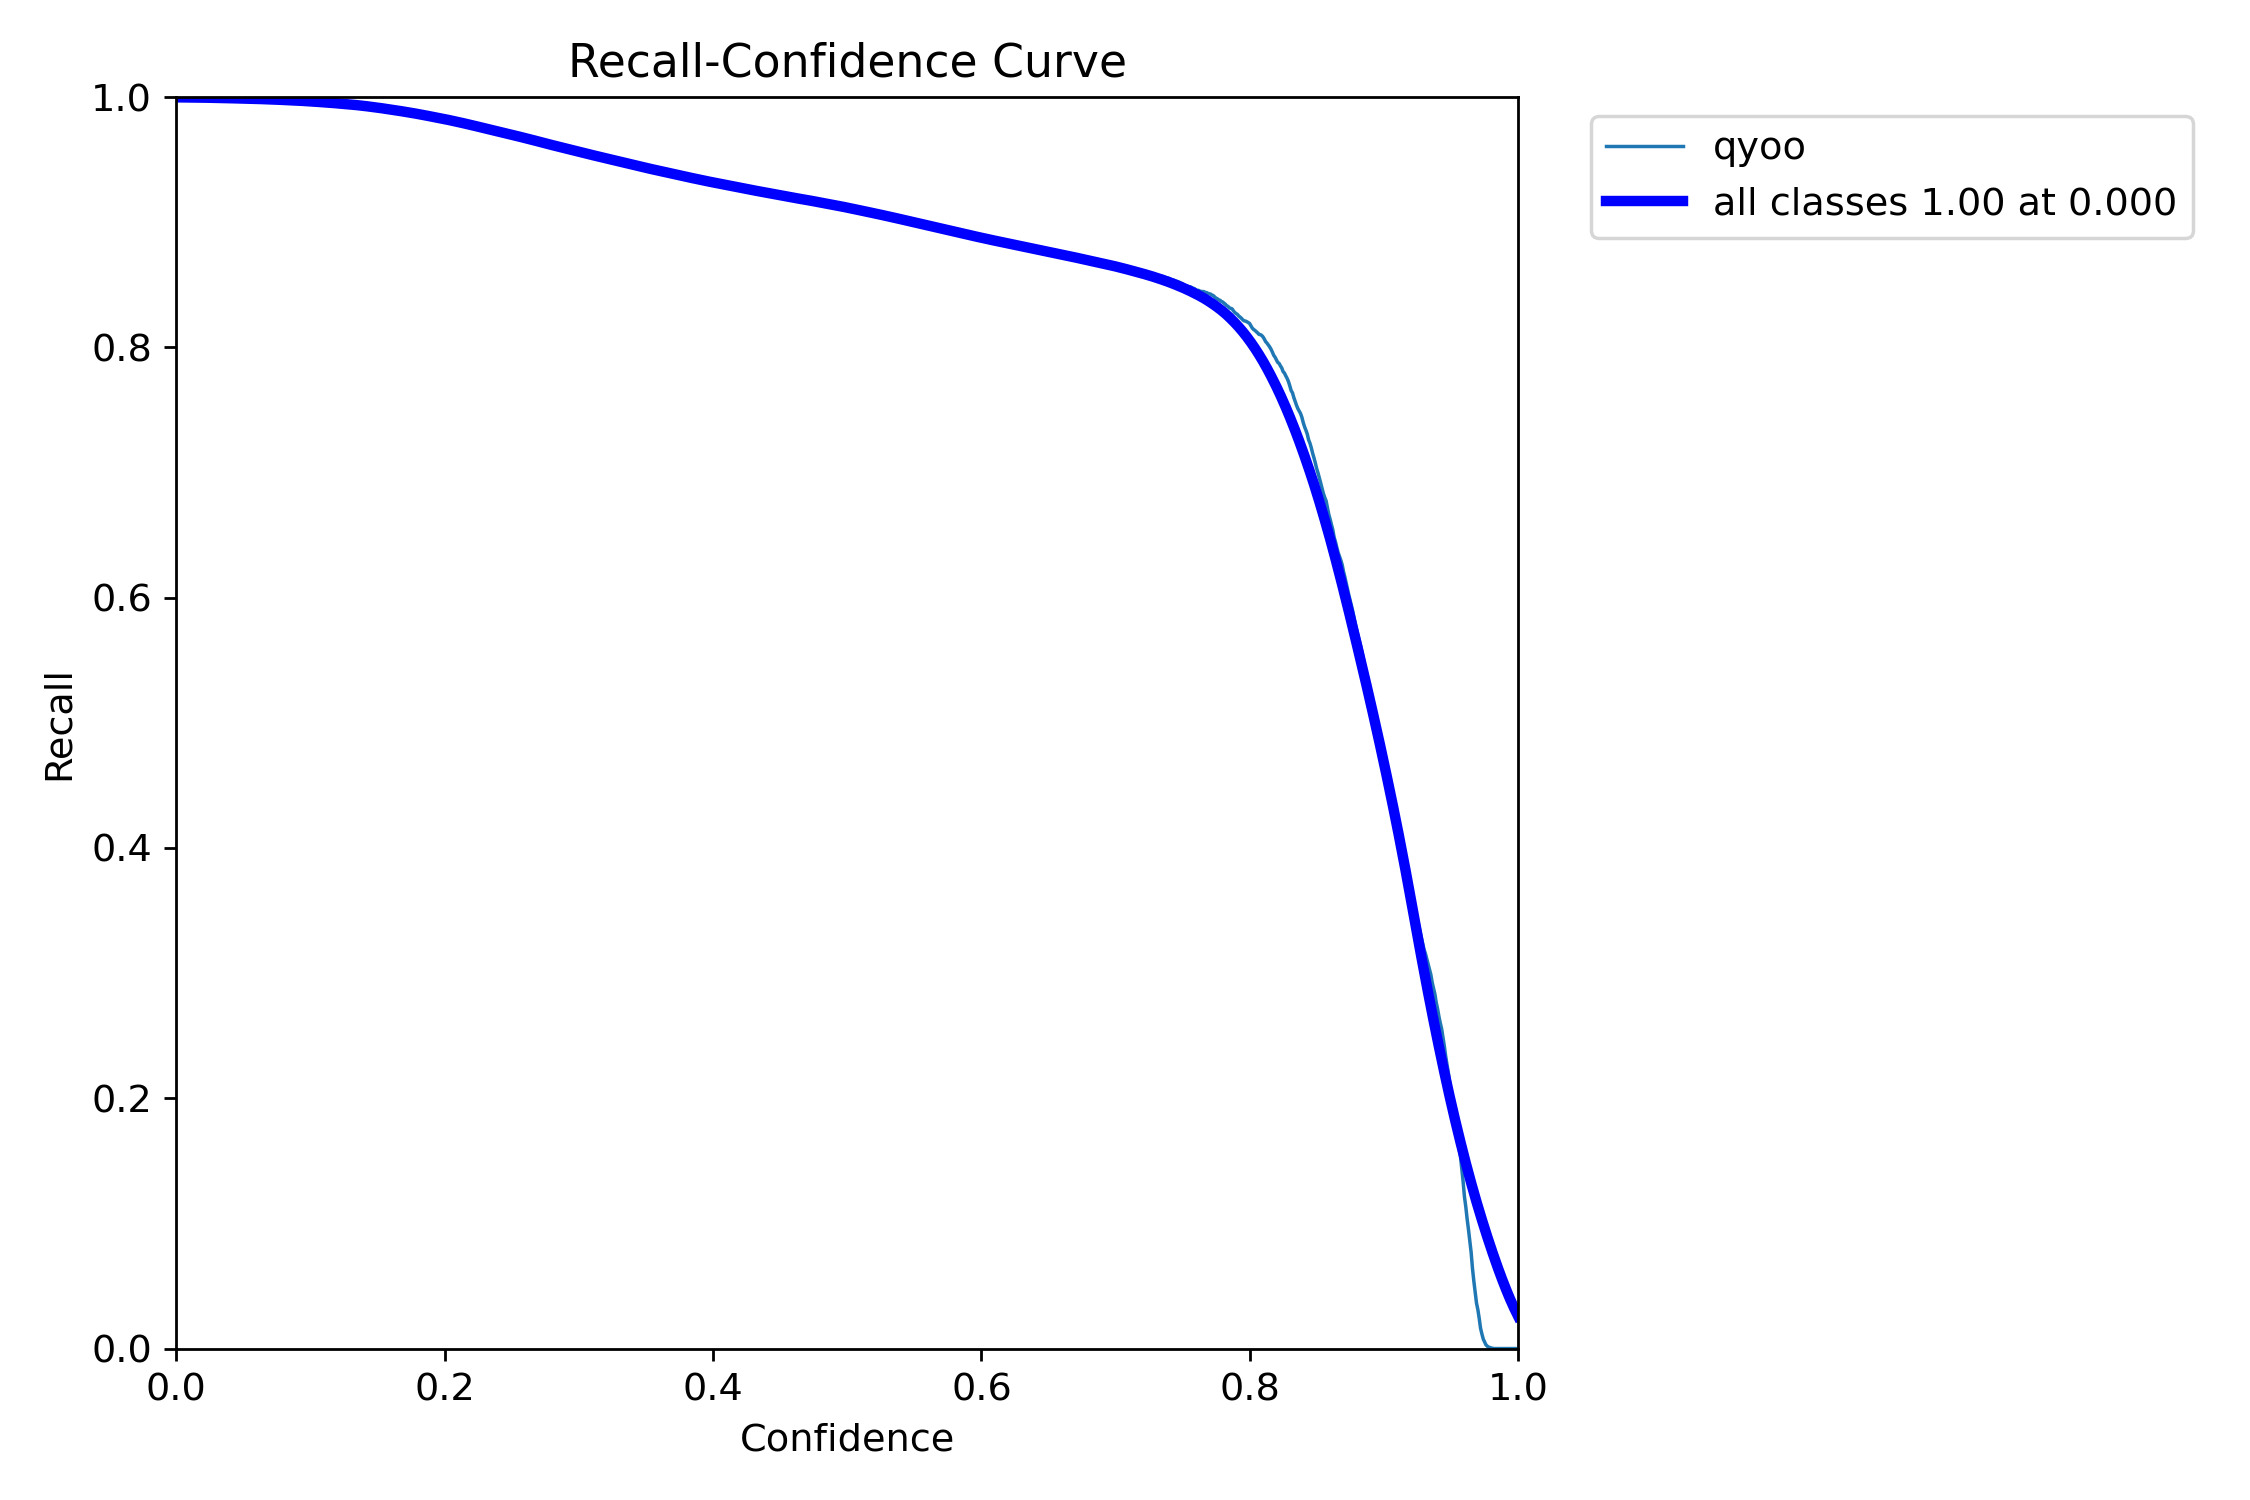 Recall-Confidence Curve
1.0
0.8
0.6
0.4
0.2
0.0
Recall
0.0 0.2 0.4 0.6 0.8 1.0
Confidence
qyoo
all classes 1.00 at 0.000